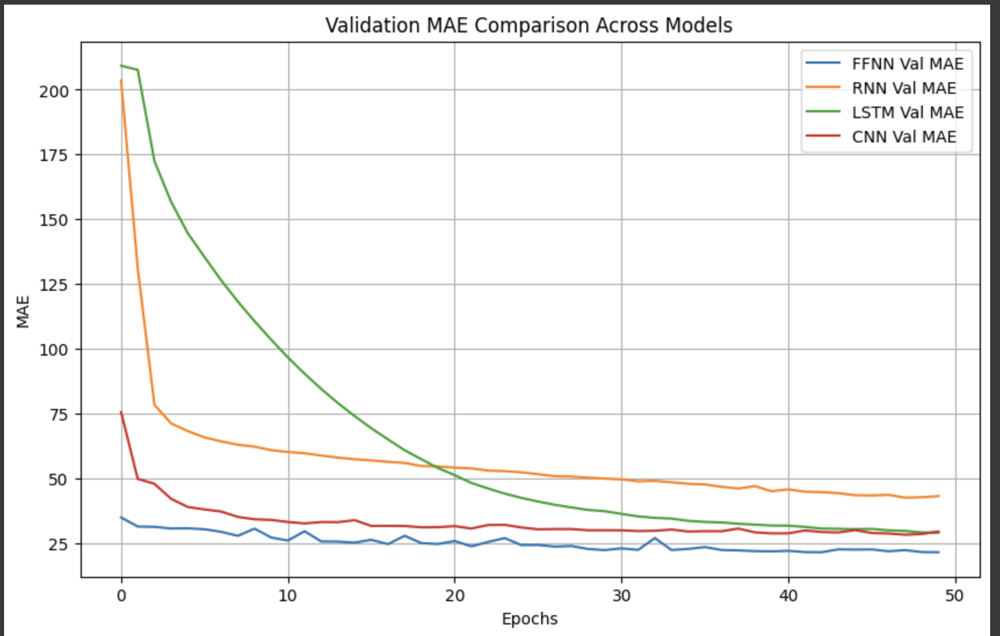 Validation MAE Comparison Across Models
FFNN Val MAE
RNN Val MAE
LSTM Val MAE
CNN Val MAE
MAE
200
175
150
125
100
75
50
25
0 10 20 30 40 50
Epochs